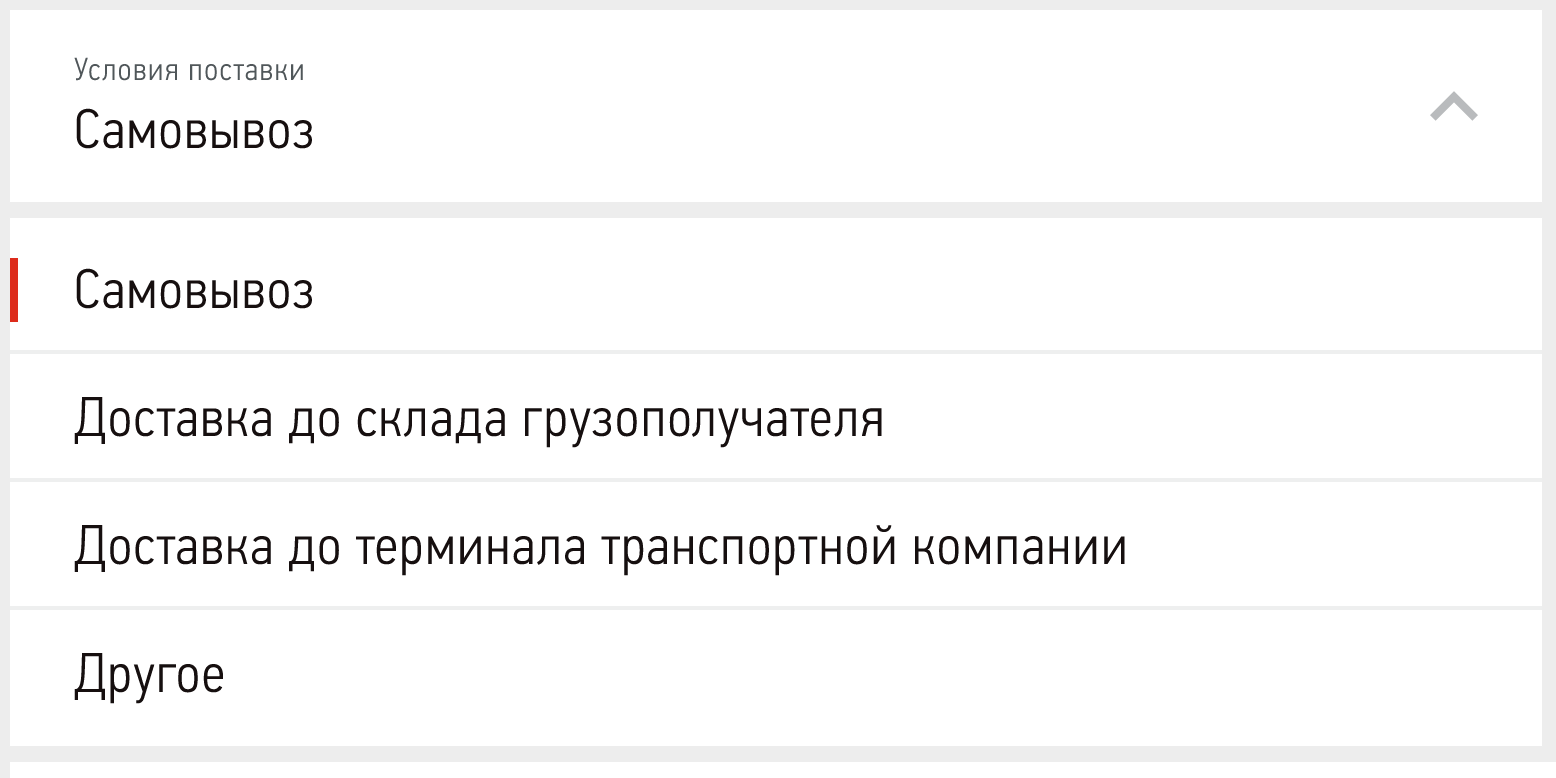 Условия поставки
Самовывоз
Самовывоз
Доставка до склада грузополучателя
Доставка до терминала транспортной компании
Другое